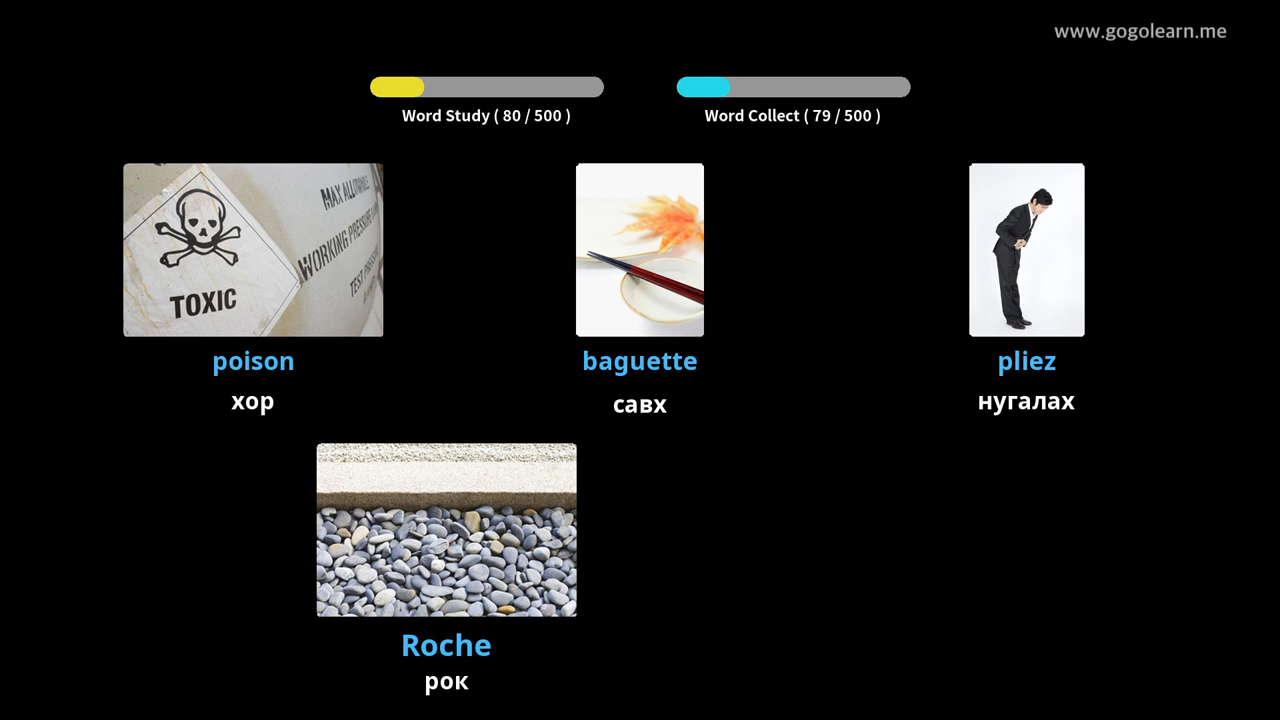 www.gogolearn.me
Word Study ( 80 / 500 )
Word Collect ( 79 / 500 )
MAX ALLOWABLE
WORKING PRESSURE
TEST
TOXIC
poison
baguette
pliez
хор
савх
нугалах
Roche
рок